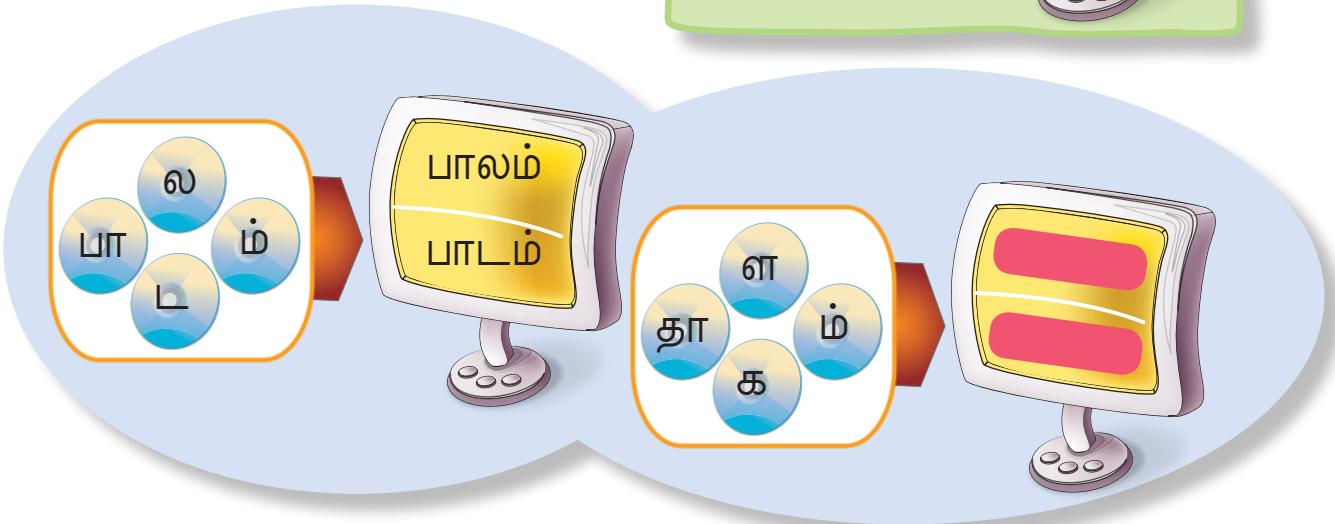 ல
பா
ம்
ட
பாலம்
பாடம்
ள
தா
ம்
க